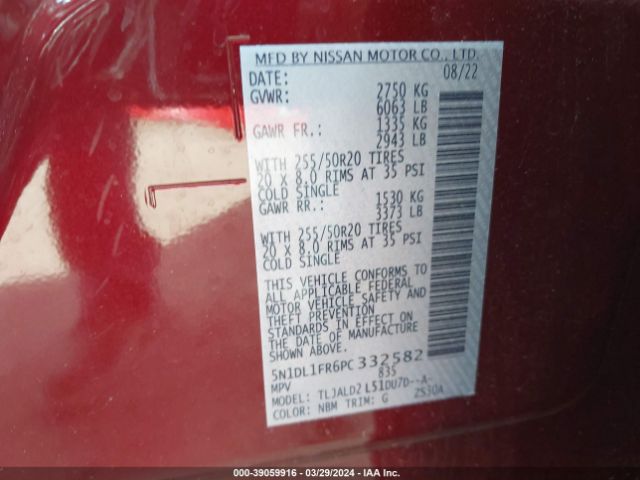 MFD BY NISSAN MOTOR CO., LTD.
DATE: 08/22
GVWR: 2750 KG
6063 LB
GAWR FR.: 1335 KG
2943 LB
WITH 255/50R20 TIRES
20 X 8.0 RIMS AT 35 PSI
COLD SINGLE
GAWR RR.: 1530 KG
3373 LB
WITH 255/50R20 TIRES
20 X 8.0 RIMS AT 35 PSI
COLD SINGLE
THIS VEHICLE CONFORMS TO
ALL APPLICABLE FEDERAL
MOTOR VEHICLE SAFETY AND
THEFT PREVENTION
STANDARDS IN EFFECT ON
THE DATE OF MANUFACTURE
SHOWN ABOVE.
5N1DL1FR6PC 332582
MPV 835
MODEL: TLJALD2 L51DU7D--A-
COLOR: NBM TRIM: G 2S30A
000-39059916 - 03/29/2024 - IAA Inc.